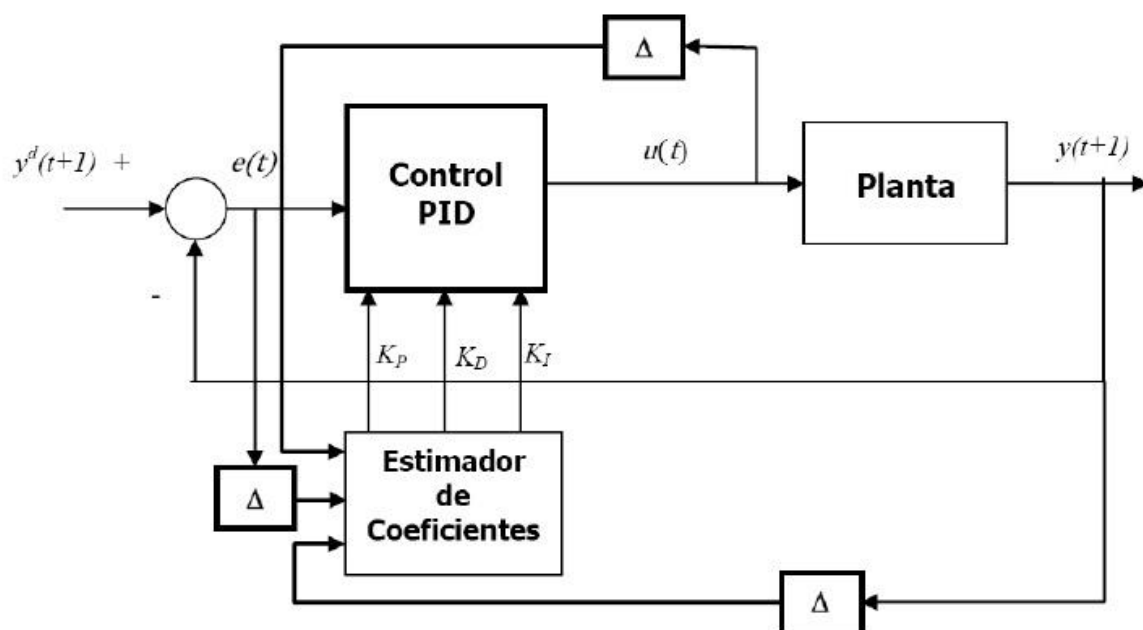 Δ
y^d(t+1) +
e(t)
Control
PID
u(t)
Planta
y(t+1)
-
K_P
K_D
K_I
Δ
Estimador
de
Coeficientes
Δ